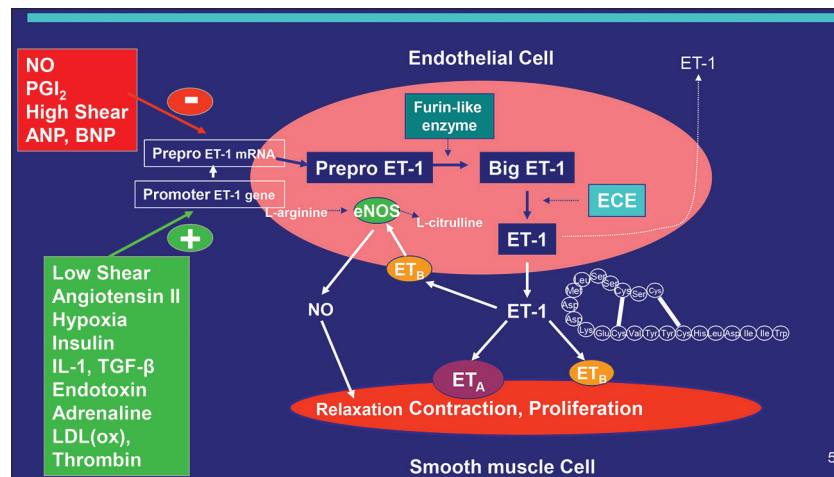 Endothelial Cell
ET-1
NO
PGI2
High Shear
ANP, BNP
-
Furin-like
enzyme
Prepro ET-1 mRNA
Prepro ET-1
Big ET-1
Promoter ET-1 gene
ECE
L-arginine
eNOS
L-citrulline
ET-1
+
ETB
Low Shear
Angiotensin II
Hypoxia
Insulin
IL-1, TGF-β
Endotoxin
Adrenaline
LDL(ox),
Thrombin
NO
ET-1
Ser
Leu
Ser
Met
Cys
Ser
Cys
Asp
Asp
Lys
Glu
Cys
Val
Tyr
Tyr
Cys
His
Leu
Asp
Ile
Ile
Trp
ETA
ETB
Relaxation Contraction, Proliferation
Smooth muscle Cell
5